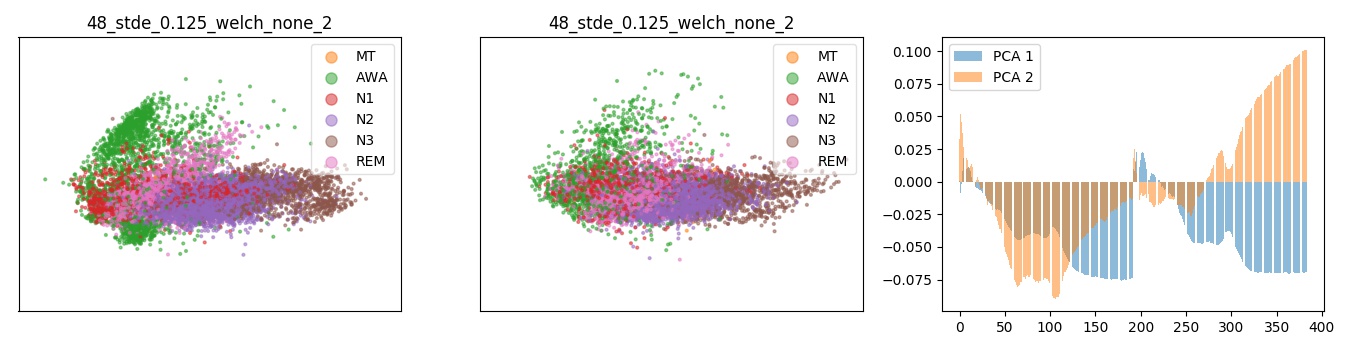 48_stde_0.125_welch_none_2
MT
AWA
N1
N2
N3
REM
48_stde_0.125_welch_none_2
MT
AWA
N1
N2
N3
REM
PCA 1
PCA 2
0.100
0.075
0.050
0.025
0.000
−0.025
−0.050
−0.075
0 50 100 150 200 250 300 350 400